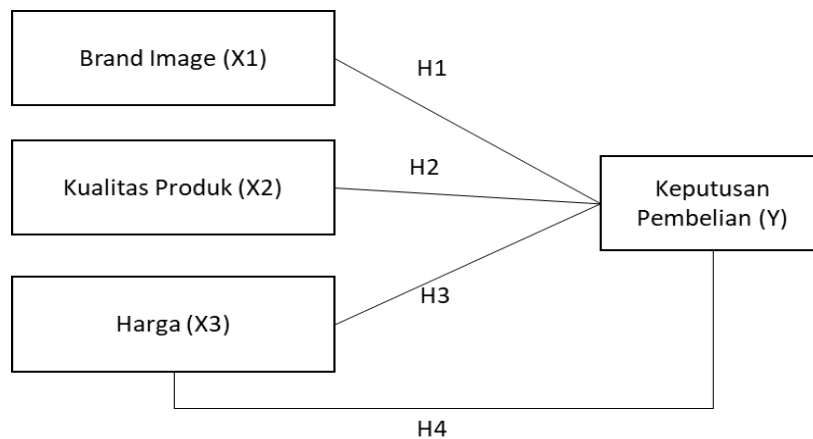 Brand Image (X1)
H1
Kualitas Produk (X2)
H2
Keputusan
Pembelian (Y)
Harga (X3)
H3
H4